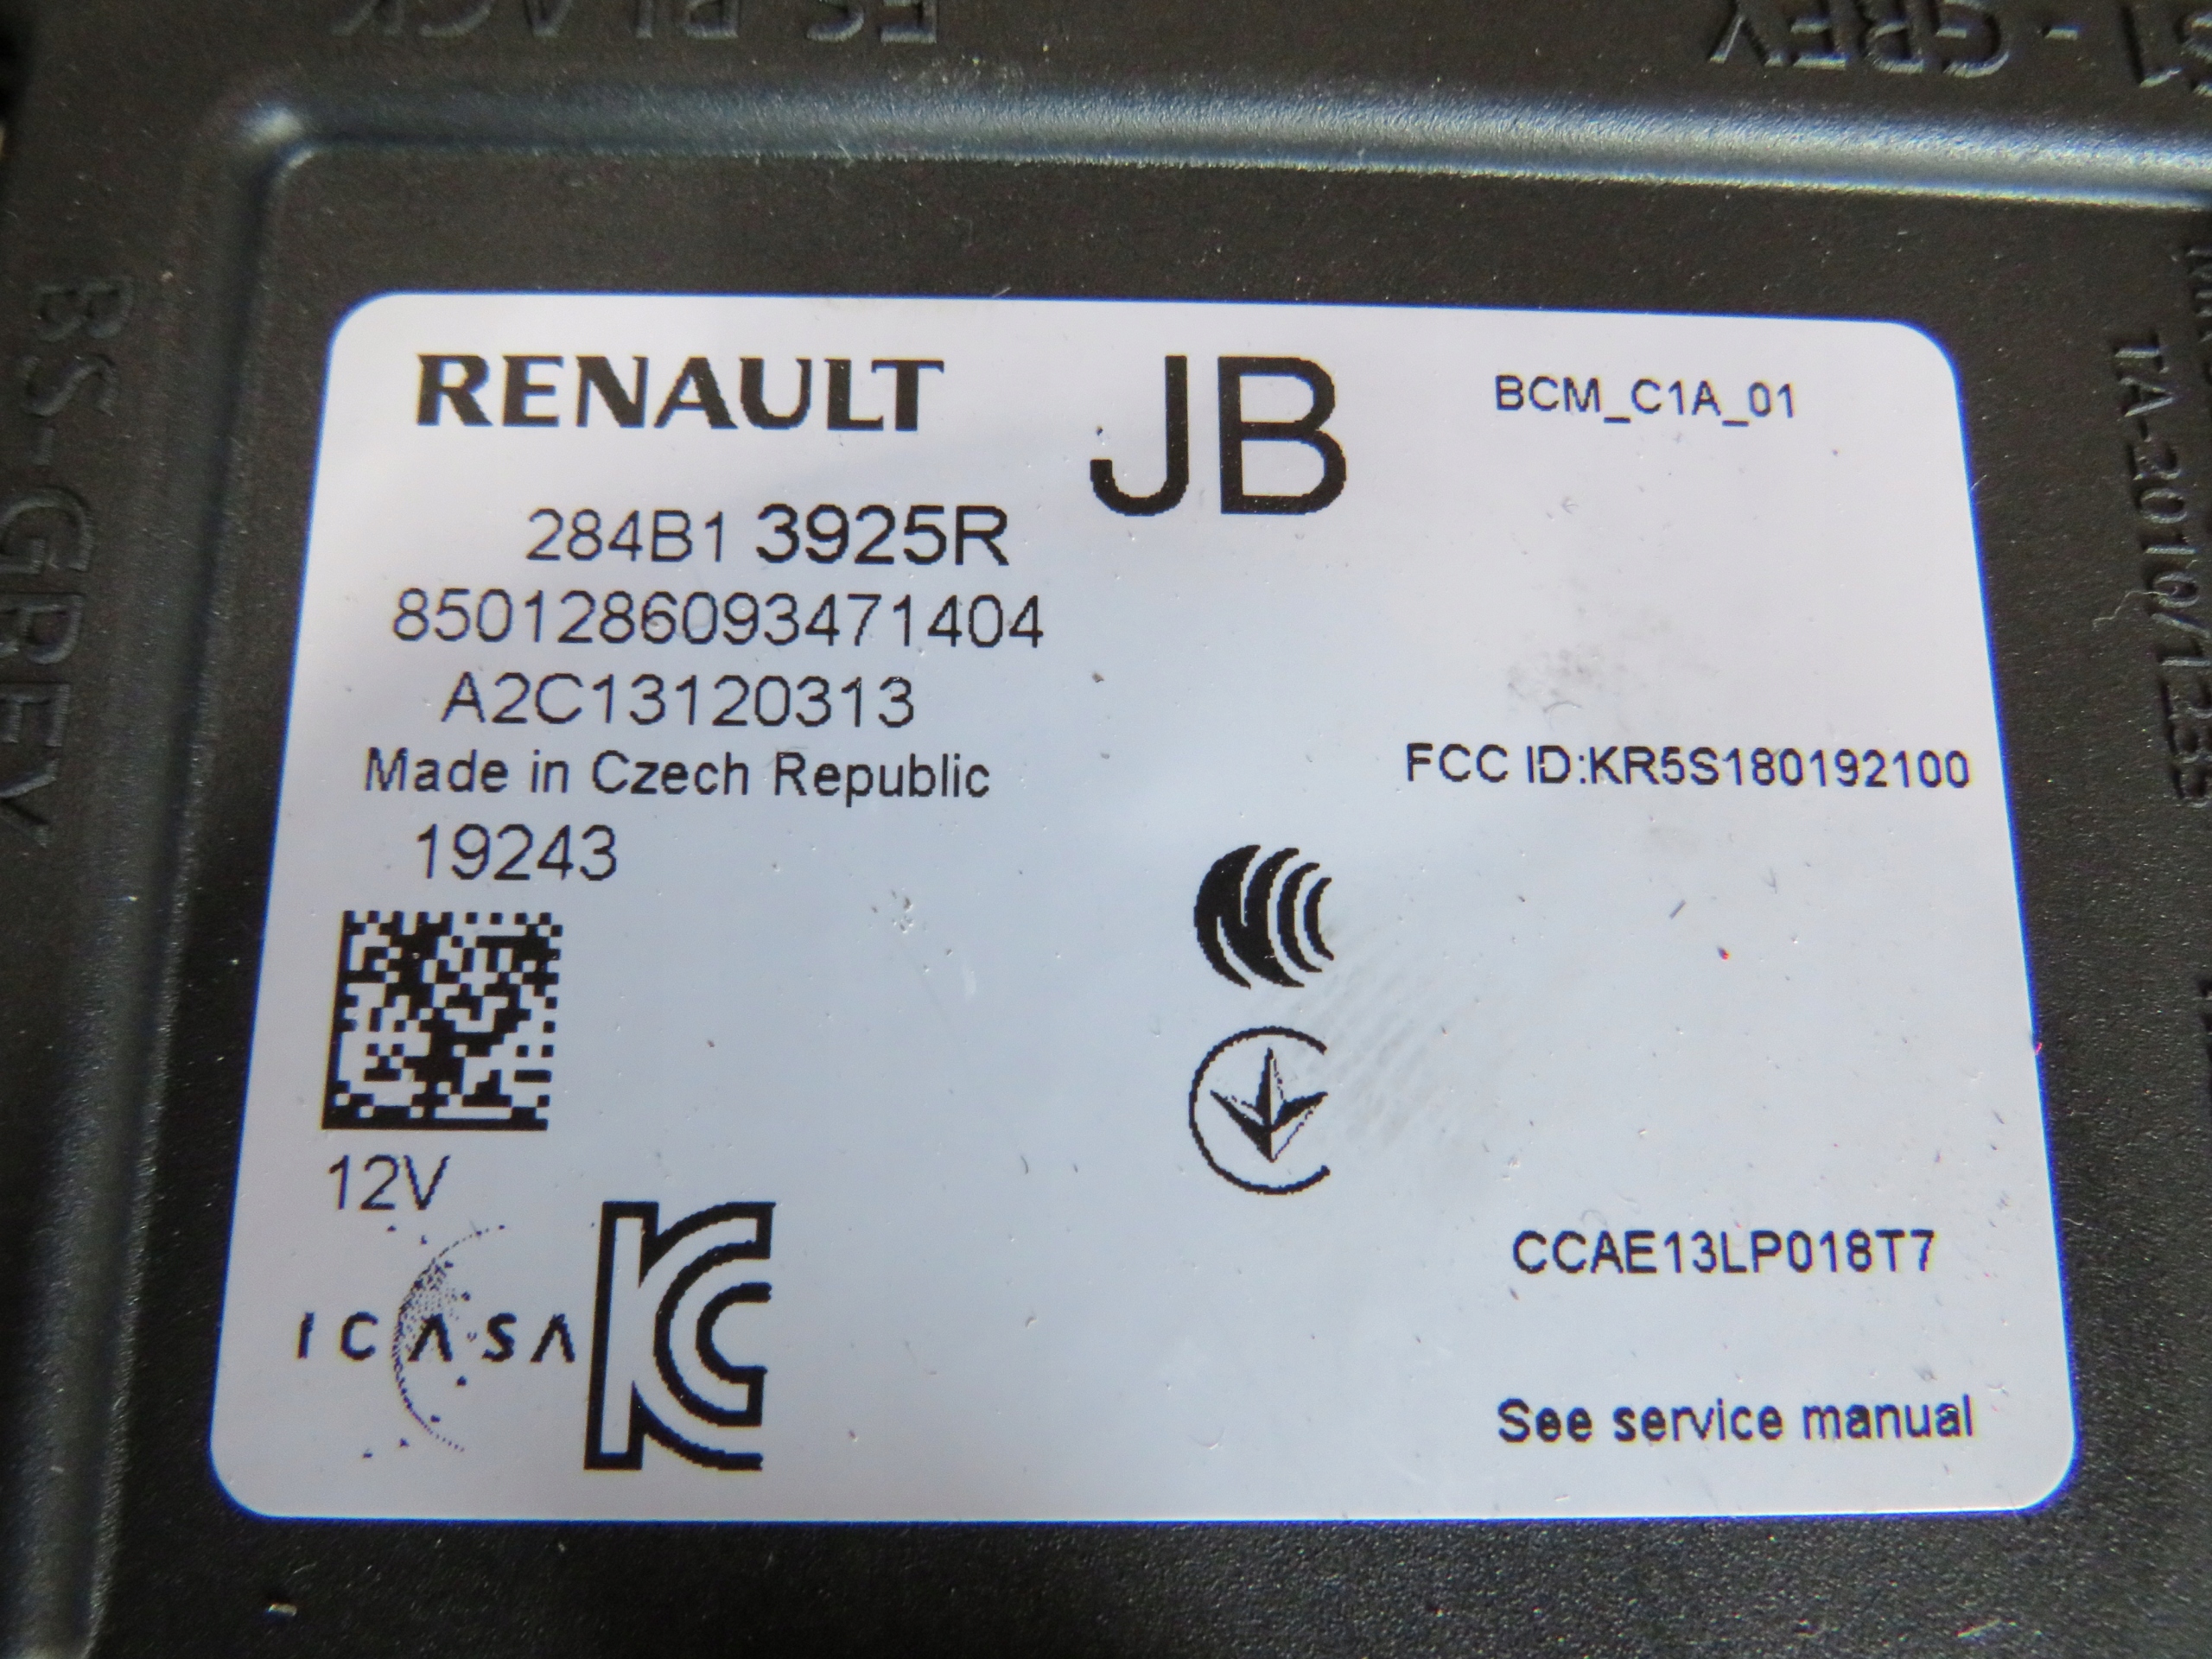 BS-GREY
RENAULT
JB
BCM_C1A_01
284B1 3925R
8501286093471404
A2C13120313
Made in Czech Republic
FCC ID:KR5S180192100
19243
12V
ICASA
CCAE13LP018T7
See service manual